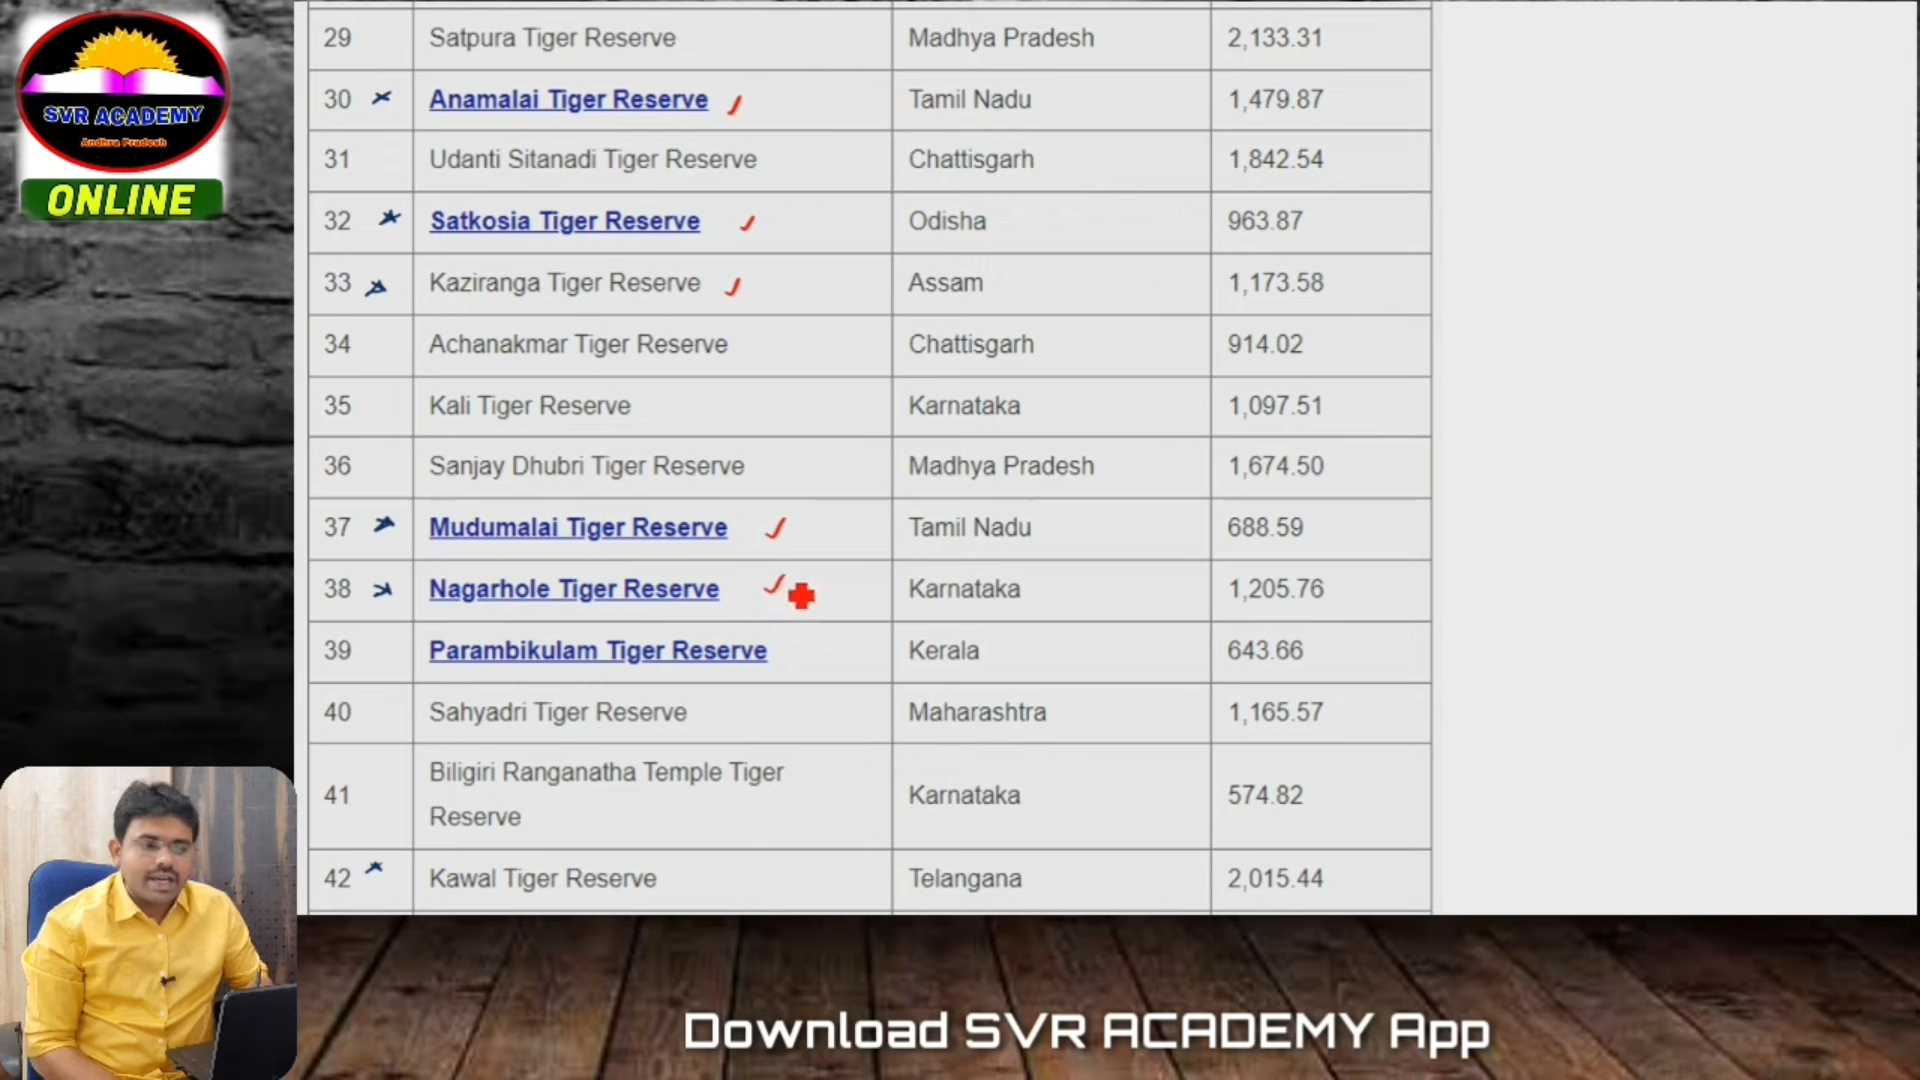 SVR ACADEMY
Andhra Pradesh
ONLINE
29 Satpura Tiger Reserve Madhya Pradesh 2,133.31
30 Anamalai Tiger Reserve Tamil Nadu 1,479.87
31 Udanti Sitanadi Tiger Reserve Chattisgarh 1,842.54
32 Satkosia Tiger Reserve Odisha 963.87
33 Kaziranga Tiger Reserve Assam 1,173.58
34 Achanakmar Tiger Reserve Chattisgarh 914.02
35 Kali Tiger Reserve Karnataka 1,097.51
36 Sanjay Dhubri Tiger Reserve Madhya Pradesh 1,674.50
37 Mudumalai Tiger Reserve Tamil Nadu 688.59
38 Nagarhole Tiger Reserve Karnataka 1,205.76
39 Parambikulam Tiger Reserve Kerala 643.66
40 Sahyadri Tiger Reserve Maharashtra 1,165.57
41 Biligiri Ranganatha Temple Tiger
Reserve Karnataka 574.82
42 Kawal Tiger Reserve Telangana 2,015.44
Download SVR ACADEMY App